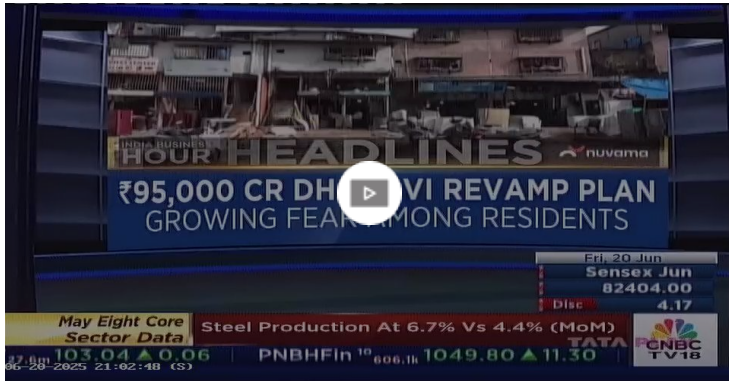 INDIA BUSINESS
HOUR HEADLINES
nuvama
₹95,000 CR DH VI REVAMP PLAN
GROWING FEAR AMONG RESIDENTS
Fri, 20 Jun
Sensex Jun
82404.00
Disc 4.17
May Eight Core
Sector Data
Steel Production At 6.7% Vs 4.4% (MoM)
TATA
CNBC
TV18
27.6m 103.04 ▲ 0.06 PNBHFin 10 606.1k 1049.80 ▲ 11.30
06-20-2025 21:02:48 (S)